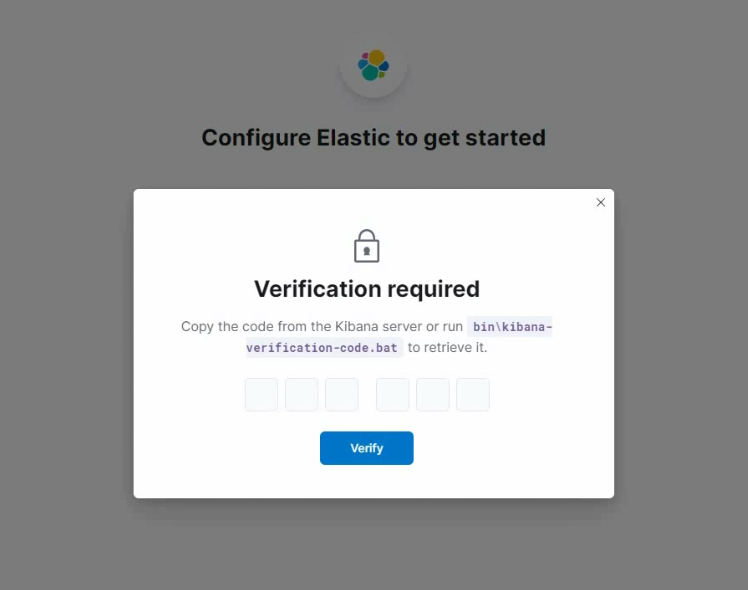 Configure Elastic to get started
Verification required
Copy the code from the Kibana server or run bin\kibana-
verification-code.bat to retrieve it.
Verify